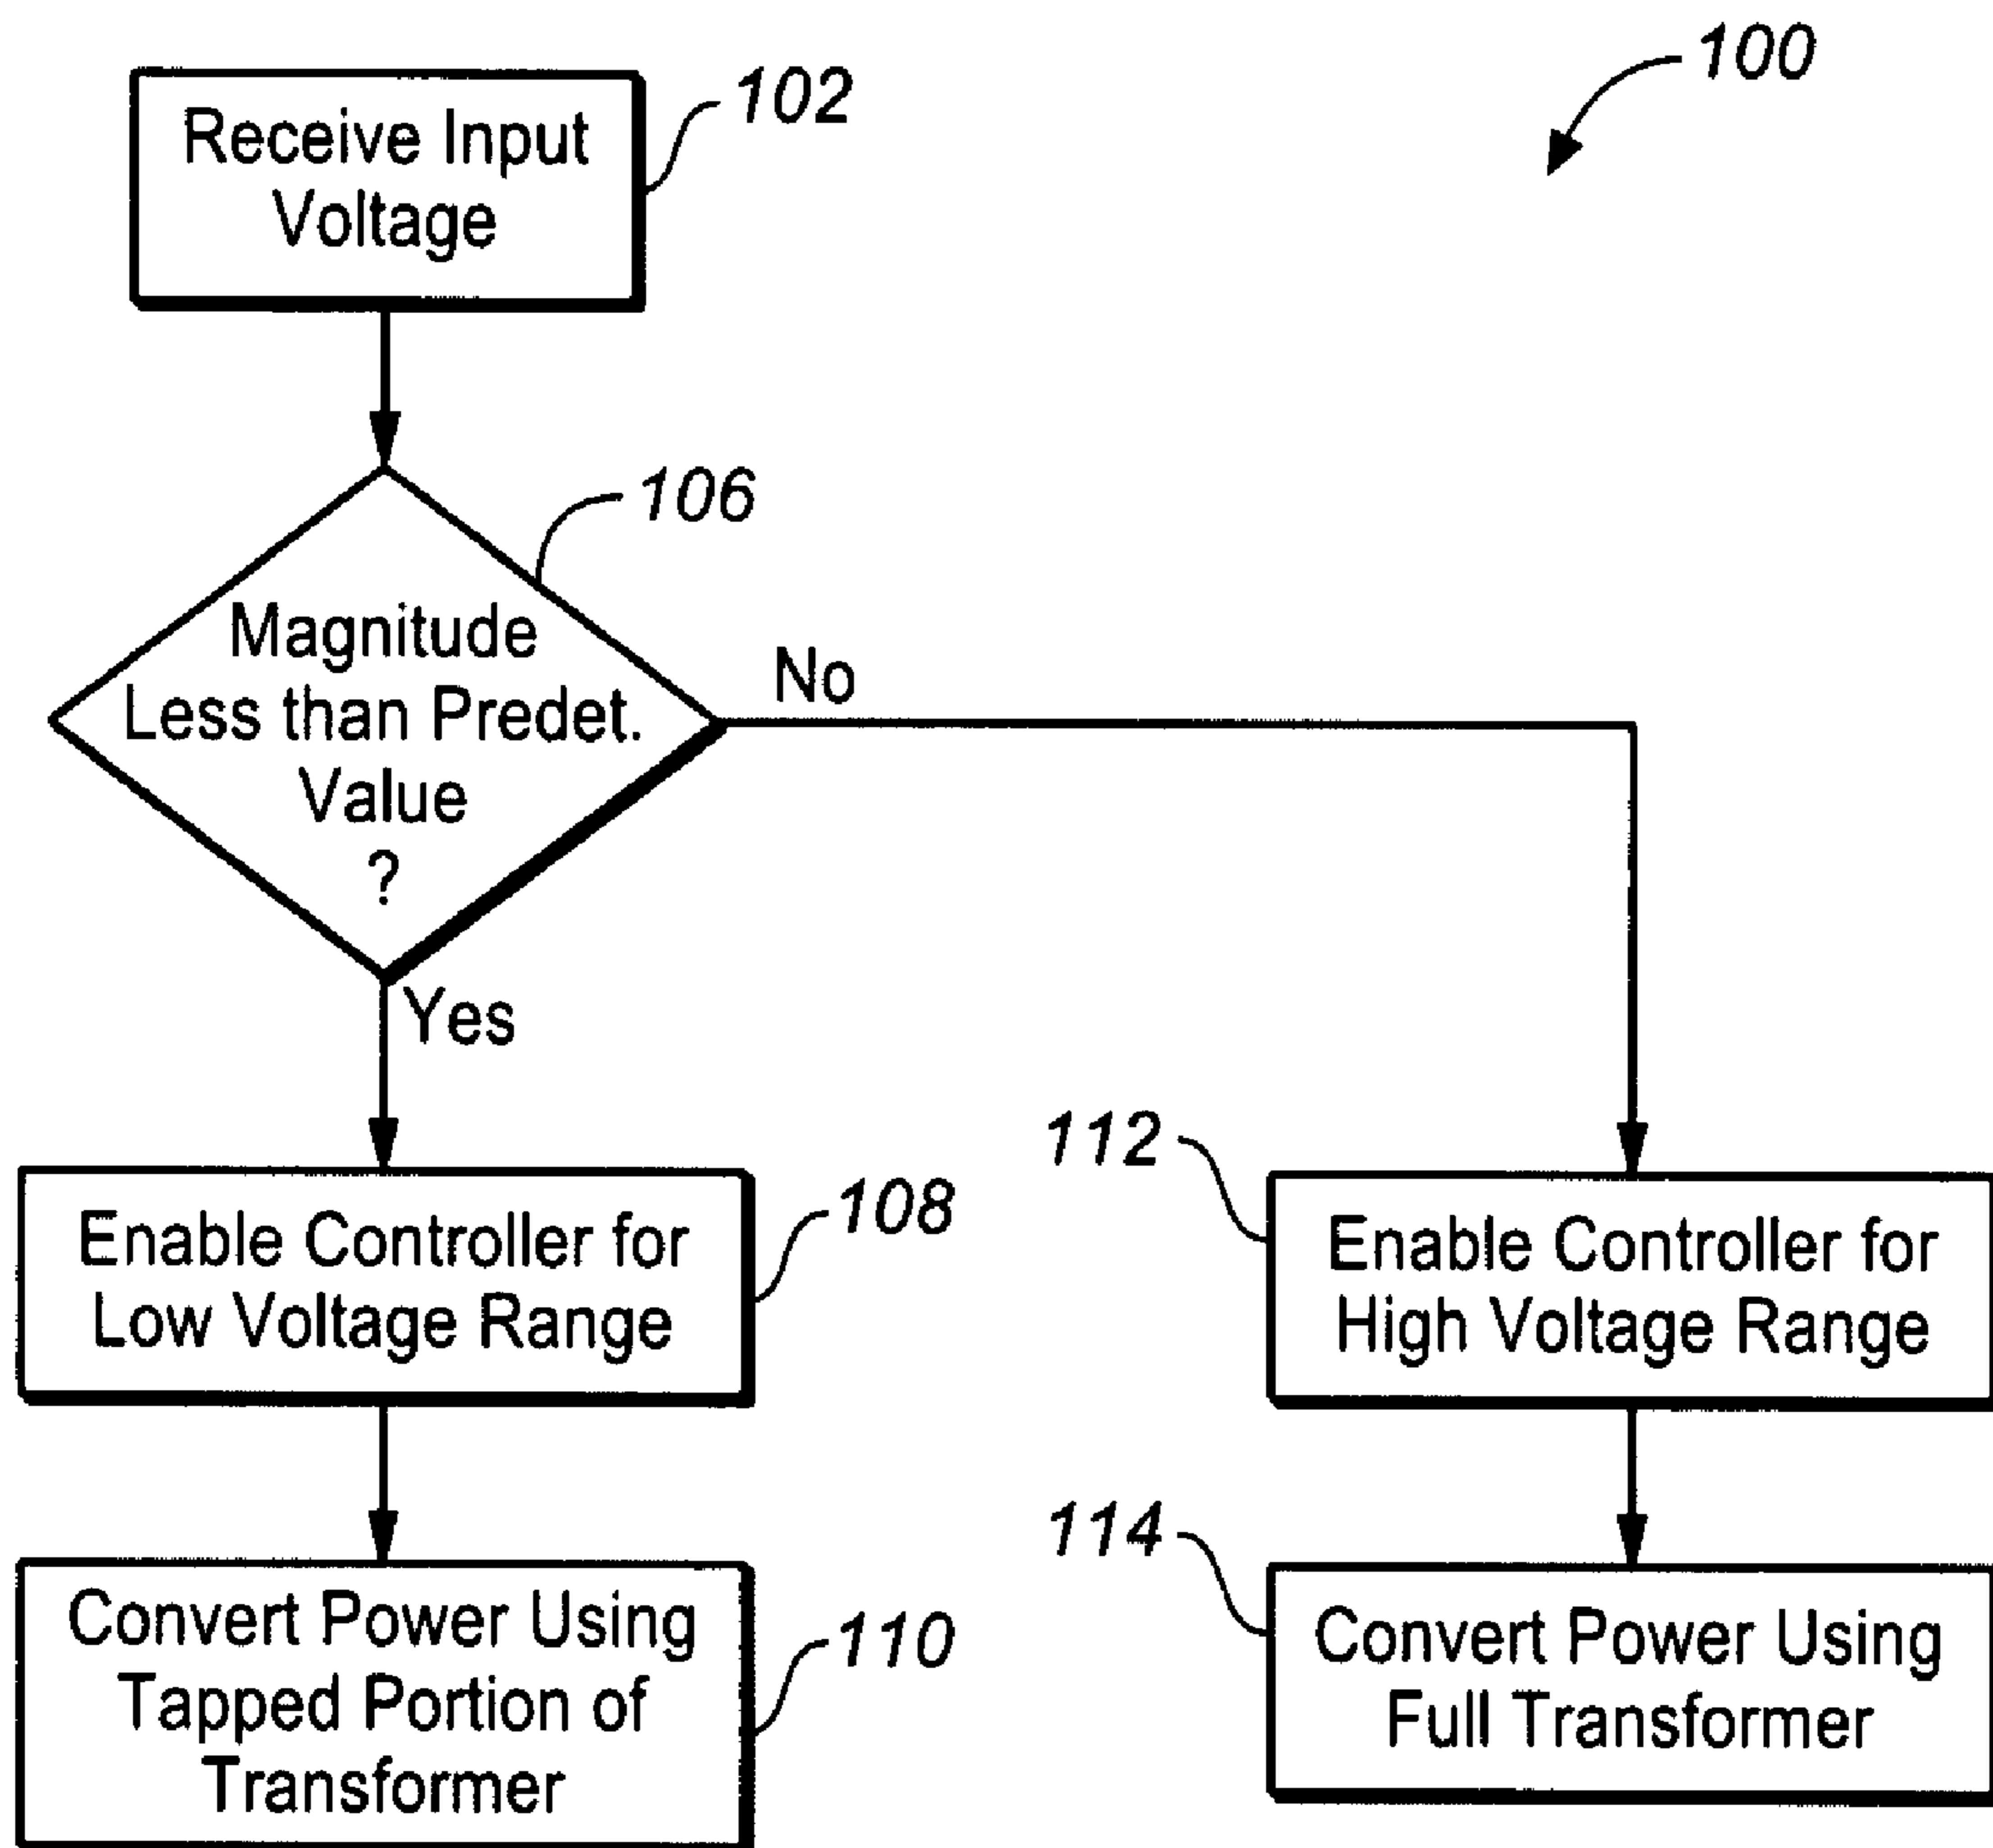 100
Receive Input
Voltage
102
Magnitude
Less than Predet.
Value
?
106
No
Yes
Enable Controller for
Low Voltage Range
108
112
Enable Controller for
High Voltage Range
Convert Power Using
Tapped Portion of
Transformer
110
114
Convert Power Using
Full Transformer